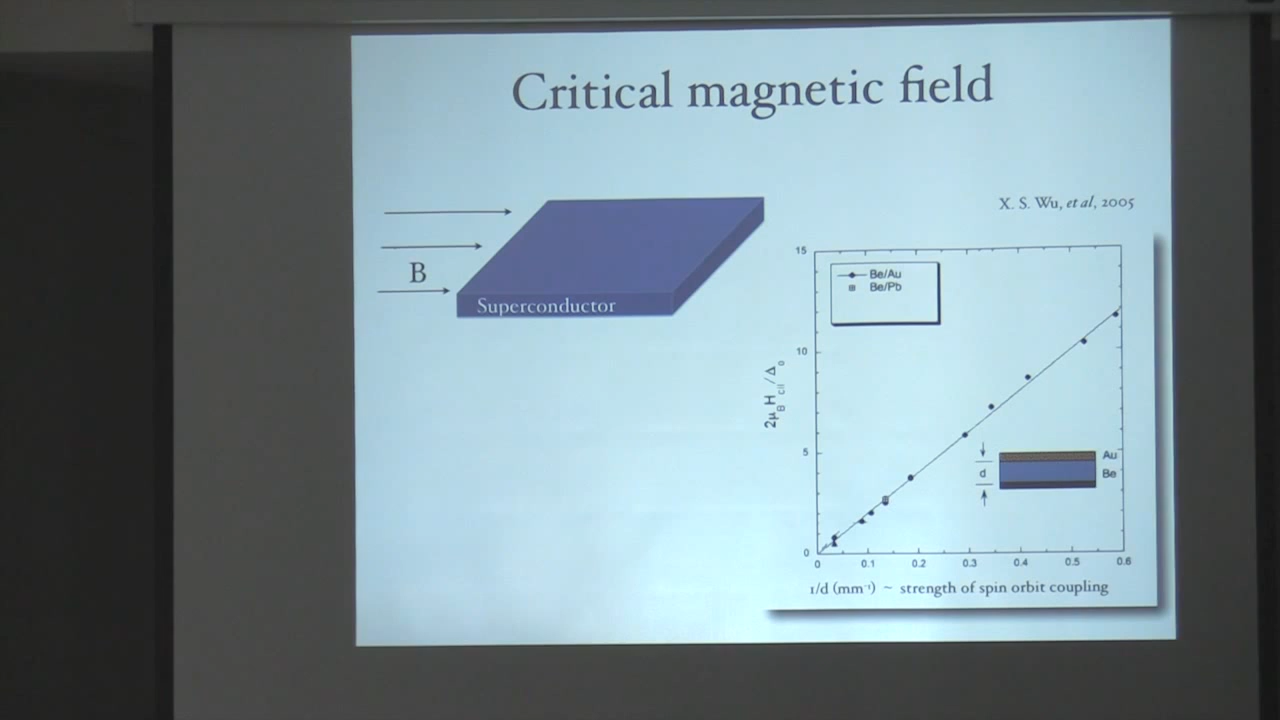 Critical magnetic field
X. S. Wu, et al, 2005
B
Superconductor
15
10
5
0
2μ_B H_c‖/Δ_0
Be/Au
Be/Pb
d
Au
Be
0 0.1 0.2 0.3 0.4 0.5 0.6
1/d (mm⁻¹) ~ strength of spin orbit coupling